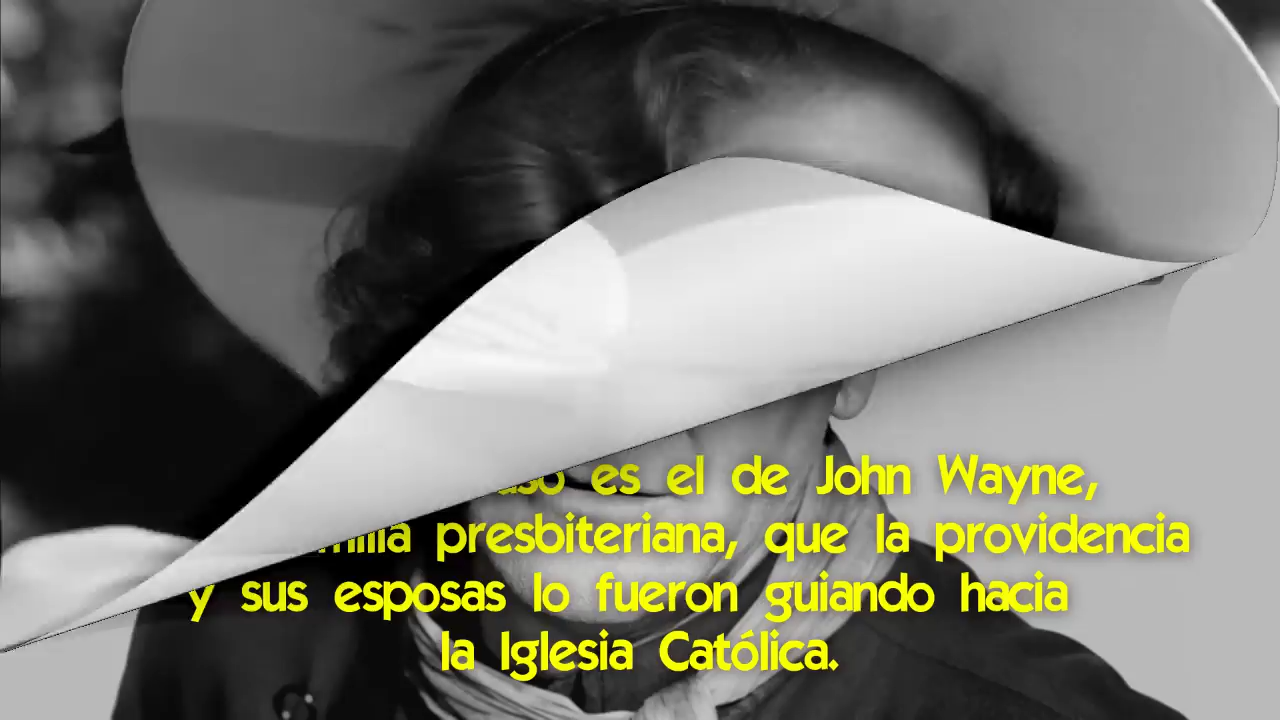 es el de John Wayne,
presbiteriana, que la providencia
y sus esposas lo fueron guiando hacia
la Iglesia Católica.